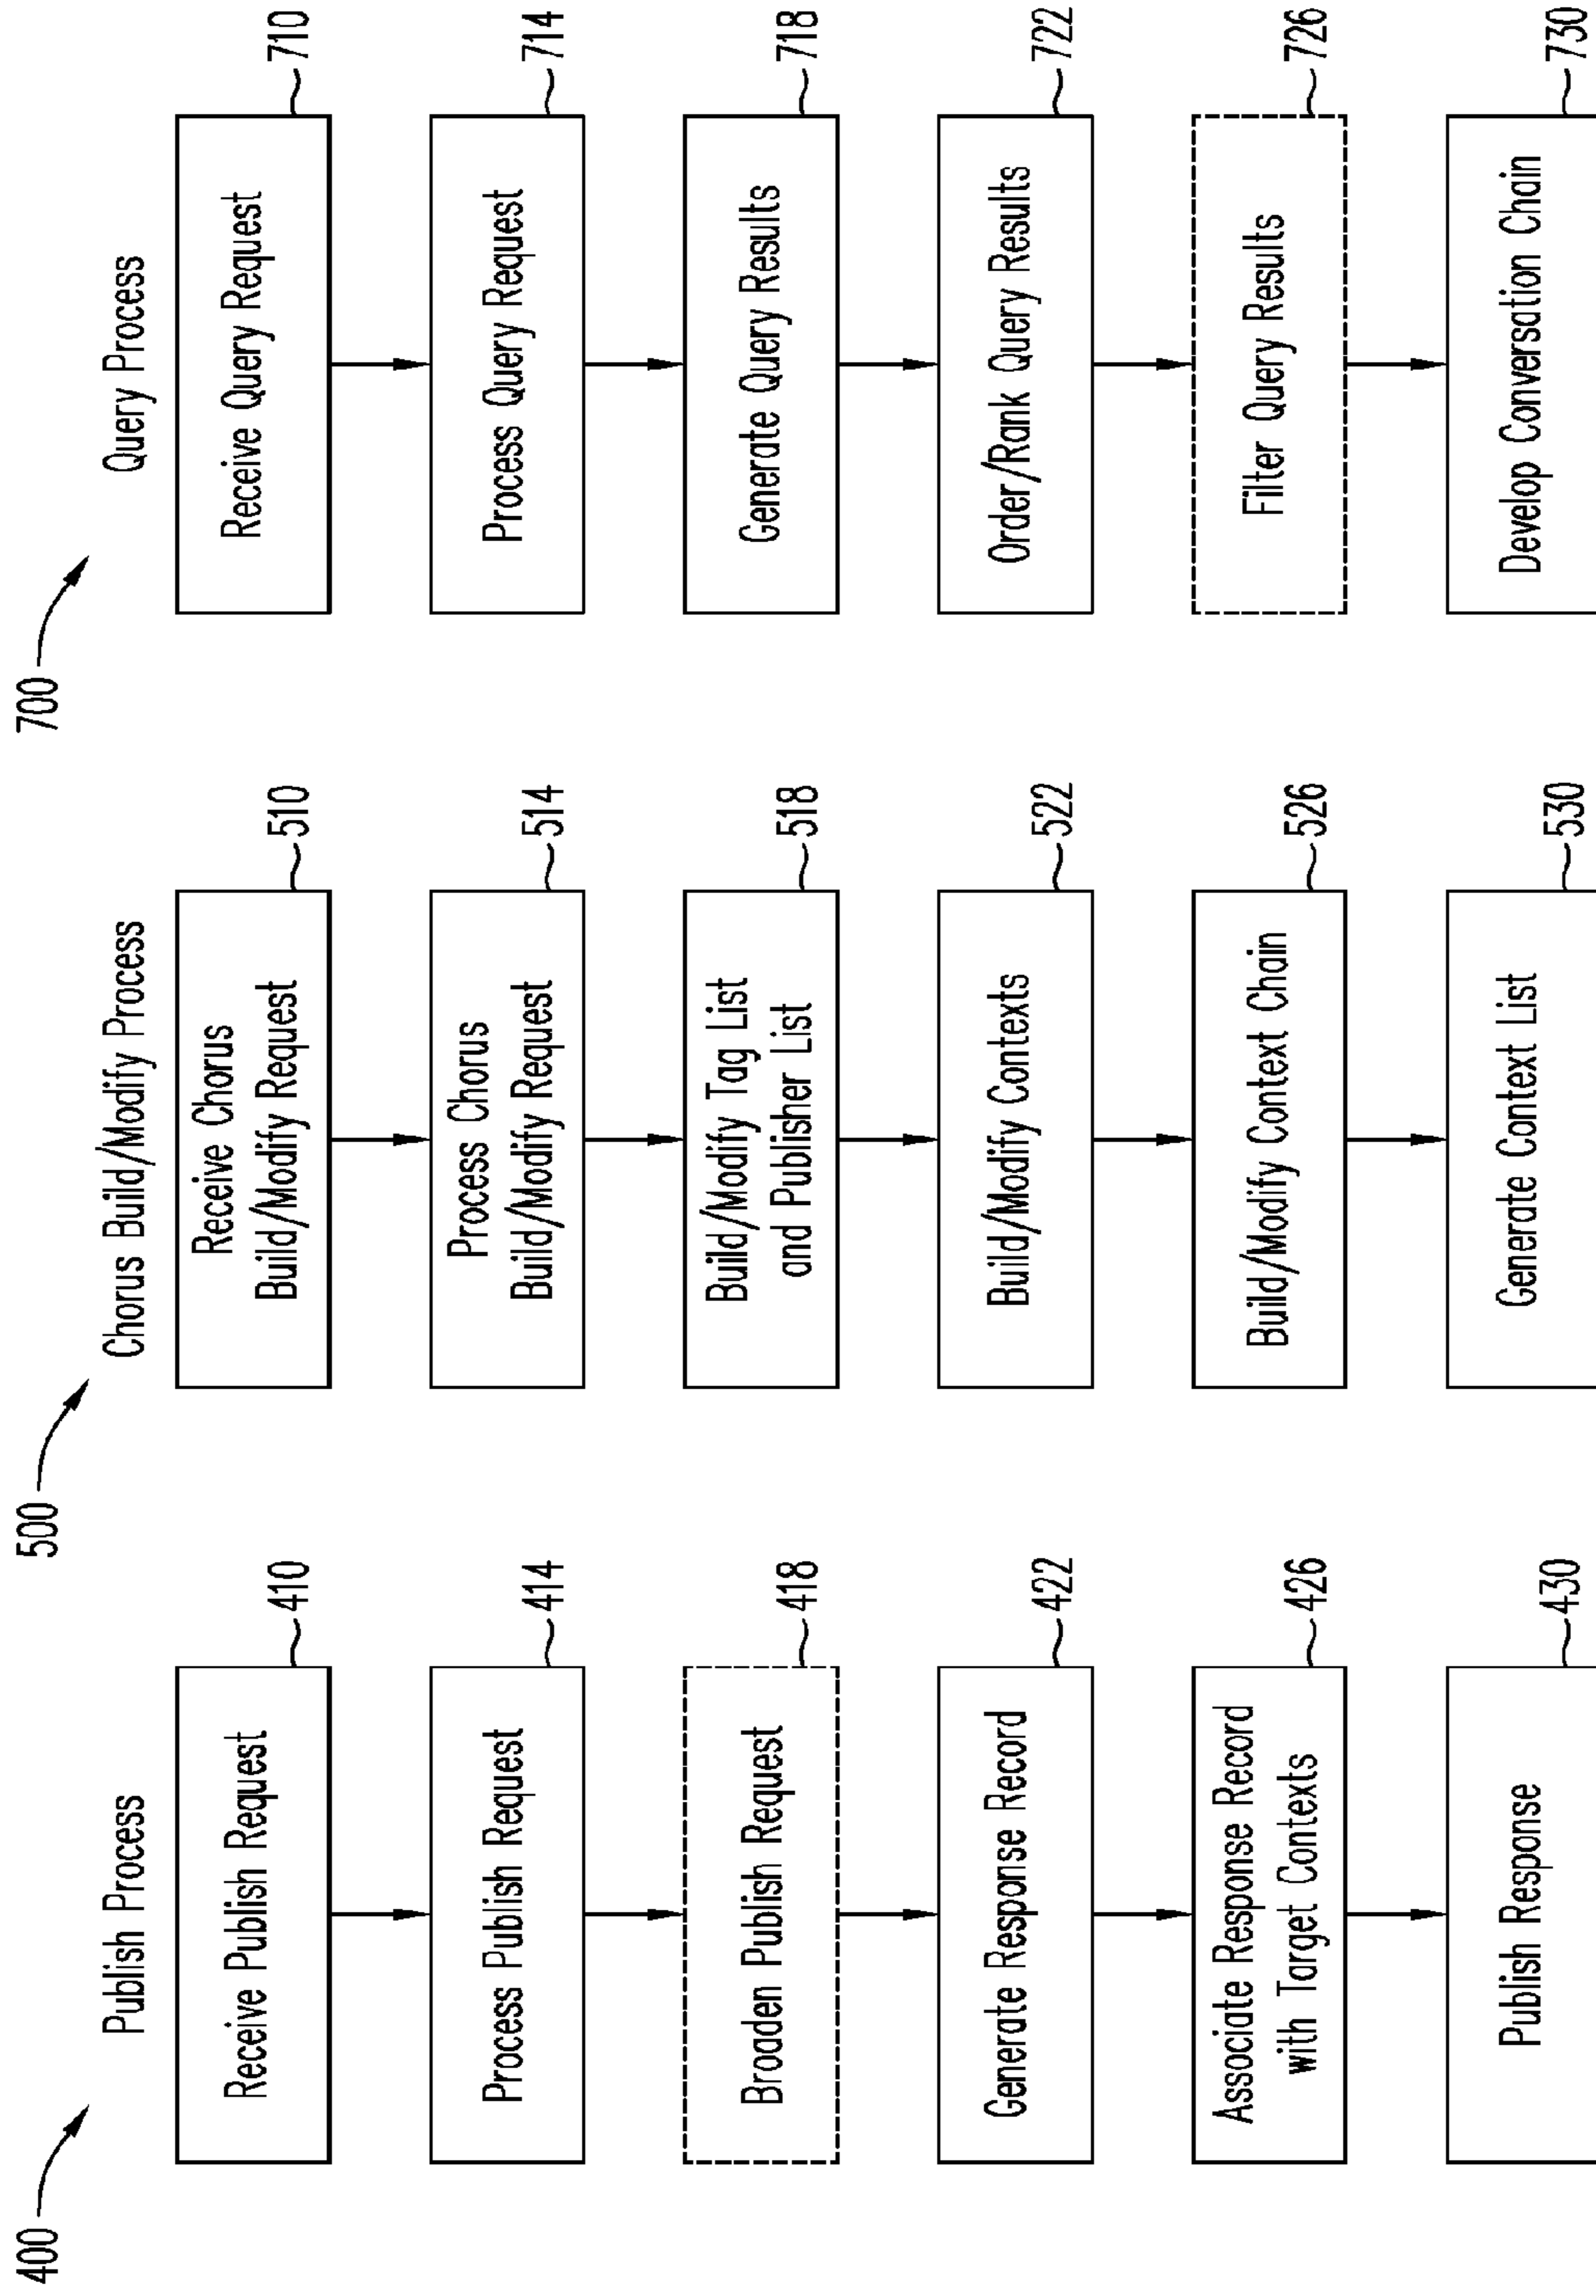 400
Publish Process
Receive Publish Request
410
Process Publish Request
414
Broaden Publish Request
418
Generate Response Record
422
Associate Response Record
with Target Contexts
426
Publish Response
430
500
Chorus Build/Modify Process
Receive Chorus
Build/Modify Request
510
Process Chorus
Build/Modify Request
514
Build/Modify Tag List
and Publisher List
518
Build/Modify Contexts
522
Build/Modify Context Chain
526
Generate Context List
530
700
Query Process
Receive Query Request
710
Process Query Request
714
Generate Query Results
718
Order/Rank Query Results
722
Filter Query Results
726
Develop Conversation Chain
730